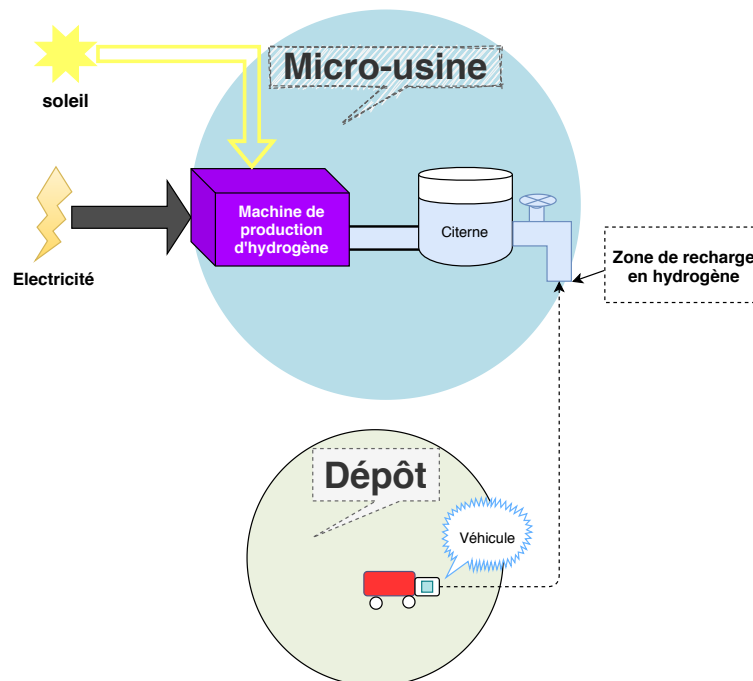 Micro-usine
soleil
Machine de
production
d'hydrogène
Citerne
Electricité
Zone de recharge
en hydrogène
Dépôt
Véhicule